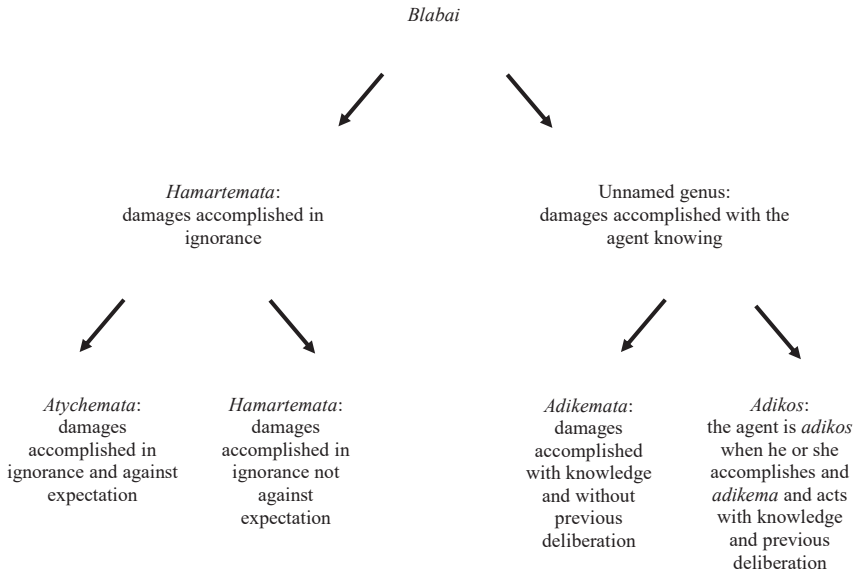 Blabai
Hamartemata:
damages accomplished in
ignorance
Unnamed genus:
damages accomplished with the
agent knowing
Atychemata:
damages
accomplished in
ignorance and against
expectation
Hamartemata:
damages
accomplished in
ignorance not
against
expectation
Adikemata:
damages
accomplished
with knowledge
and without
previous
deliberation
Adikos:
the agent is adikos
when he or she
accomplishes and
adikema and acts
with knowledge
and previous
deliberation